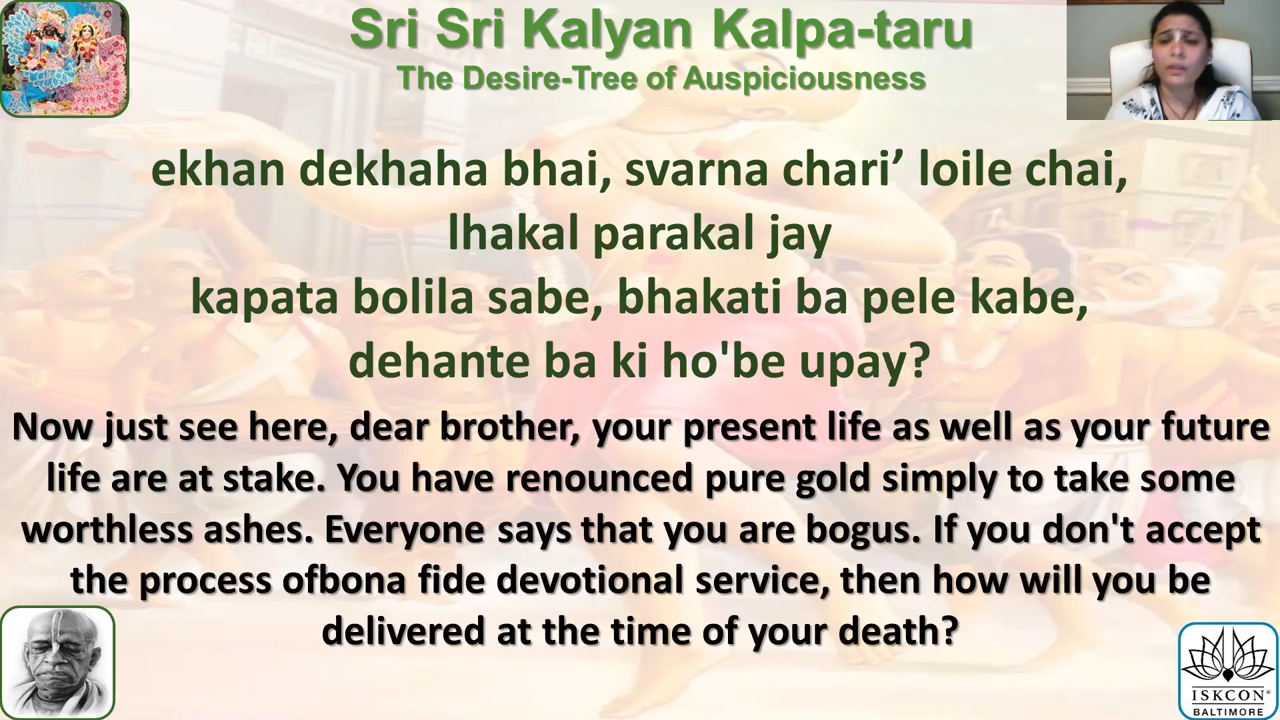 Sri Sri Kalyan Kalpa-taru
The Desire-Tree of Auspiciousness
ekhan dekhaha bhai, svarna chari’ loile chai,
lhakal parakal jay
kapata bolila sabe, bhakati ba pele kabe,
dehante ba ki ho'be upay?
Now just see here, dear brother, your present life as well as your future
life are at stake. You have renounced pure gold simply to take some
worthless ashes. Everyone says that you are bogus. If you don't accept
the process ofbona fide devotional service, then how will you be
delivered at the time of your death?
ISKCON®
BALTIMORE